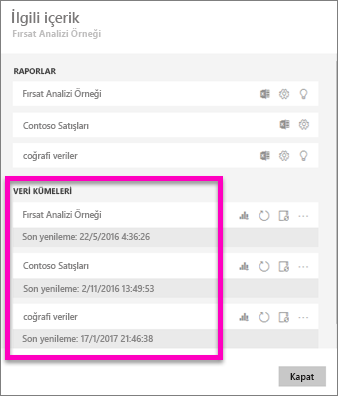 İlgili içerik
Fırsat Analizi Örneği
RAPORLAR
Fırsat Analizi Örneği
Contoso Satışları
coğrafi veriler
VERİ KÜMELERİ
Fırsat Analizi Örneği
Son yenileme: 22/5/2016 4:36:26
Contoso Satışları
Son yenileme: 2/11/2016 13:49:53
coğrafi veriler
Son yenileme: 17/1/2017 21:46:38
Kapat